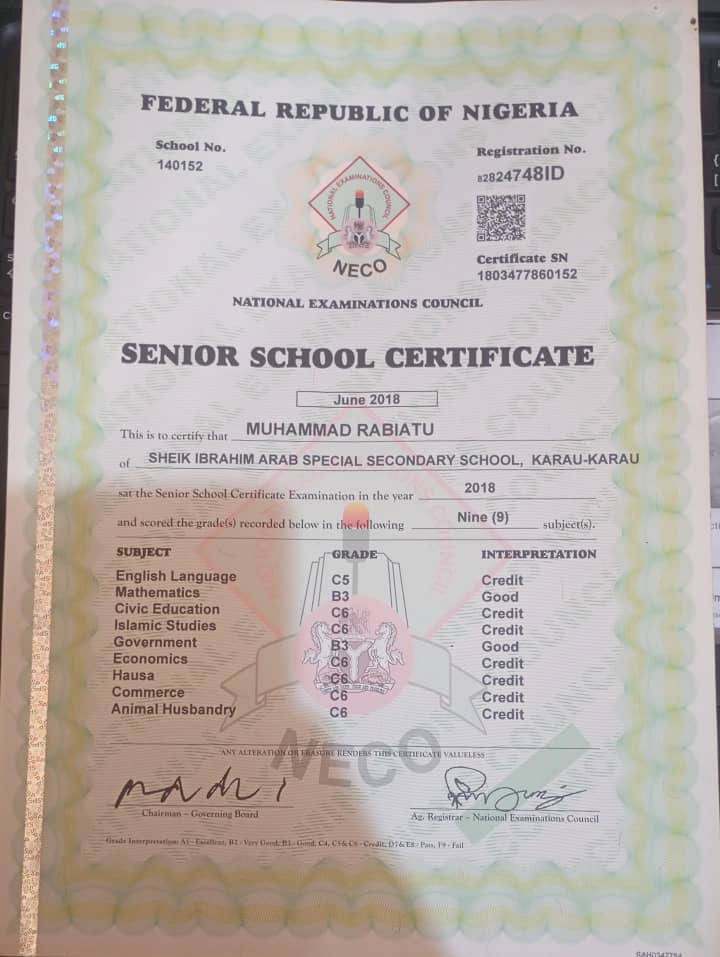 FEDERAL REPUBLIC OF NIGERIA
School No.
140152
Registration No.
82824748ID
NATIONAL EXAMINATIONS COUNCIL
NECO
Certificate SN
1803477860152
NATIONAL EXAMINATIONS COUNCIL
SENIOR SCHOOL CERTIFICATE
June 2018
This is to certify that MUHAMMAD RABIATU
of SHEIK IBRAHIM ARAB SPECIAL SECONDARY SCHOOL, KARAU-KARAU
sat the Senior School Certificate Examination in the year 2018
and scored the grade(s) recorded below in the following Nine (9) subject(s).
SUBJECT GRADE INTERPRETATION
English Language C5 Credit
Mathematics B3 Good
Civic Education C6 Credit
Islamic Studies C6 Credit
Government B3 Good
Economics C6 Credit
Hausa C6 Credit
Commerce C6 Credit
Animal Husbandry C6 Credit
ANY ALTERATION OR ERASURE RENDERS THIS CERTIFICATE VALUELESS
NECO
Chairman – Governing Board
Ag. Registrar – National Examinations Council
Grade Interpretation: A1 - Excellent, B2 - Very Good, B3 - Good, C4, C5 & C6 - Credit, D7 & E8 - Pass, F9 - Fail